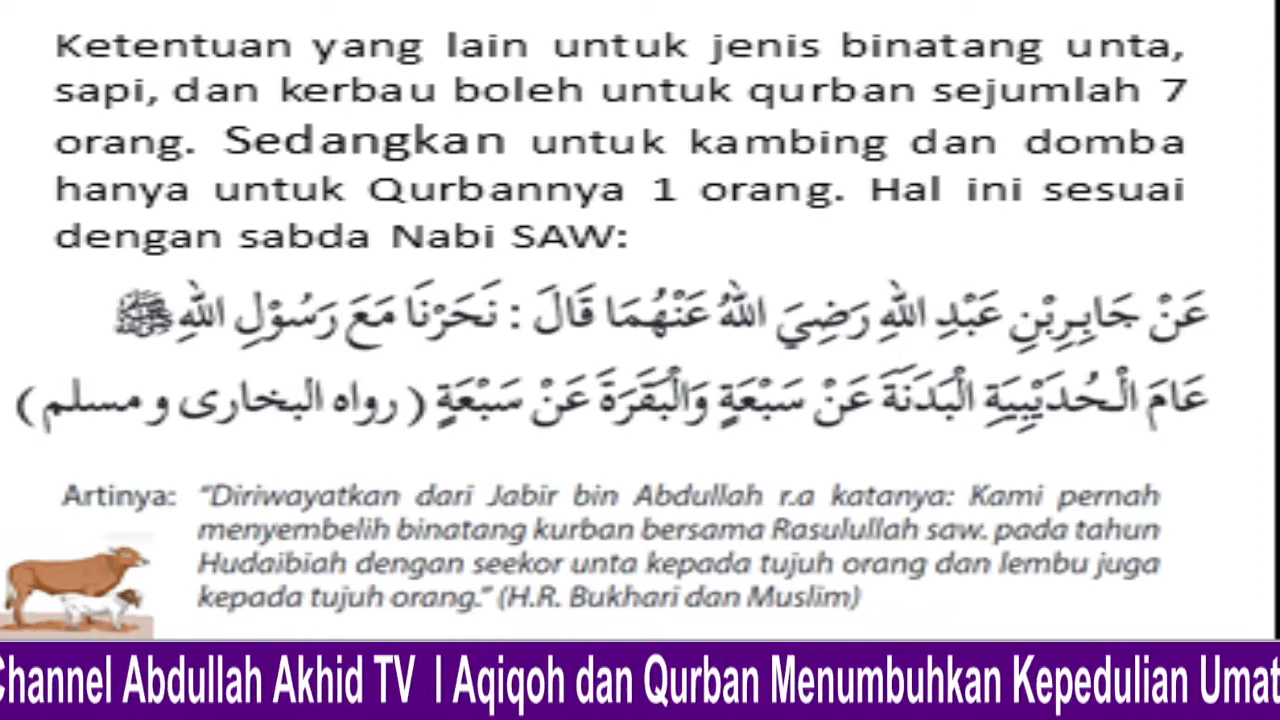 Ketentuan yang lain untuk jenis binatang unta,
sapi, dan kerbau boleh untuk qurban sejumlah 7
orang. Sedangkan untuk kambing dan domba
hanya untuk Qurbannya 1 orang. Hal ini sesuai
dengan sabda Nabi SAW:
عَنْ جَابِرِبْنِ عَبْدِ اللهِ رَضِيَ اللهُ عَنْهُمَا قَالَ : نَحَرْنَا مَعَ رَسُوْلِ اللهِ ﷺ
عَامَ الْحُدَيْبِيَةِ الْبَدَنَةَ عَنْ سَبْعَةٍ وَالْبَقَرَةَ عَنْ سَبْعَةٍ ( رواه البخارى و مسلم )
Artinya: “Diriwayatkan dari Jabir bin Abdullah r.a katanya: Kami pernah
menyembelih binatang kurban bersama Rasulullah saw. pada tahun
Hudaibiah dengan seekor unta kepada tujuh orang dan lembu juga
kepada tujuh orang.” (H.R. Bukhari dan Muslim)
Channel Abdullah Akhid TV I Aqiqoh dan Qurban Menumbuhkan Kepedulian Umat